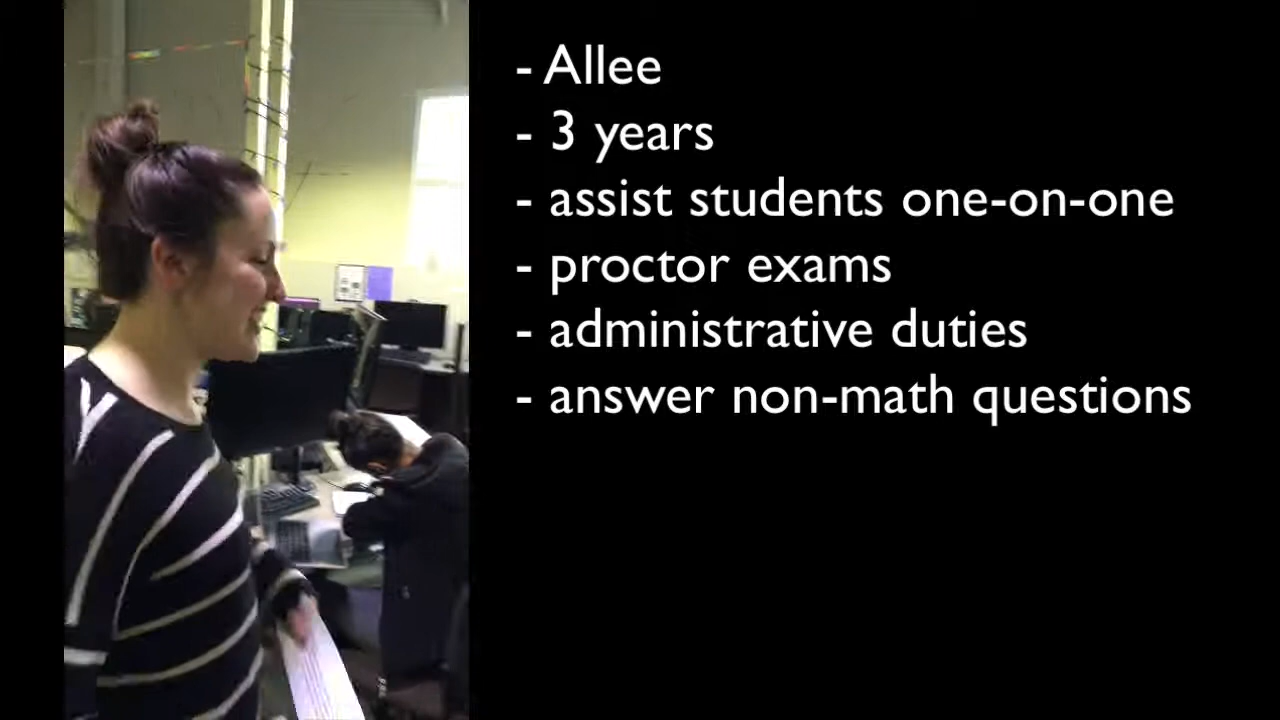 - Allee
- 3 years
- assist students one-on-one
- proctor exams
- administrative duties
- answer non-math questions